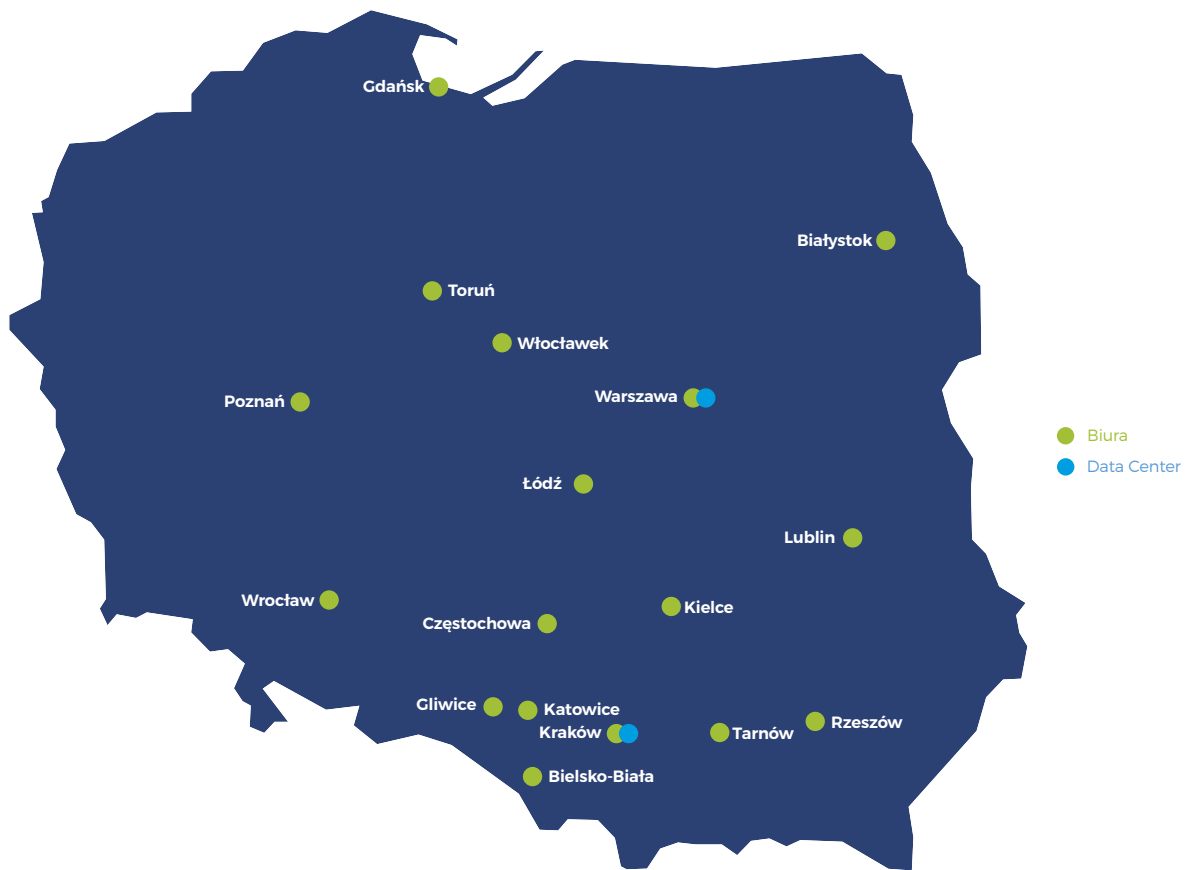 Gdańsk
Białystok
Toruń
Włocławek
Warszawa
Poznań
Biura
Data Center
Łódź
Lublin
Wrocław
Kielce
Częstochowa
Gliwice
Katowice
Kraków
Tarnów
Rzeszów
Bielsko-Biała